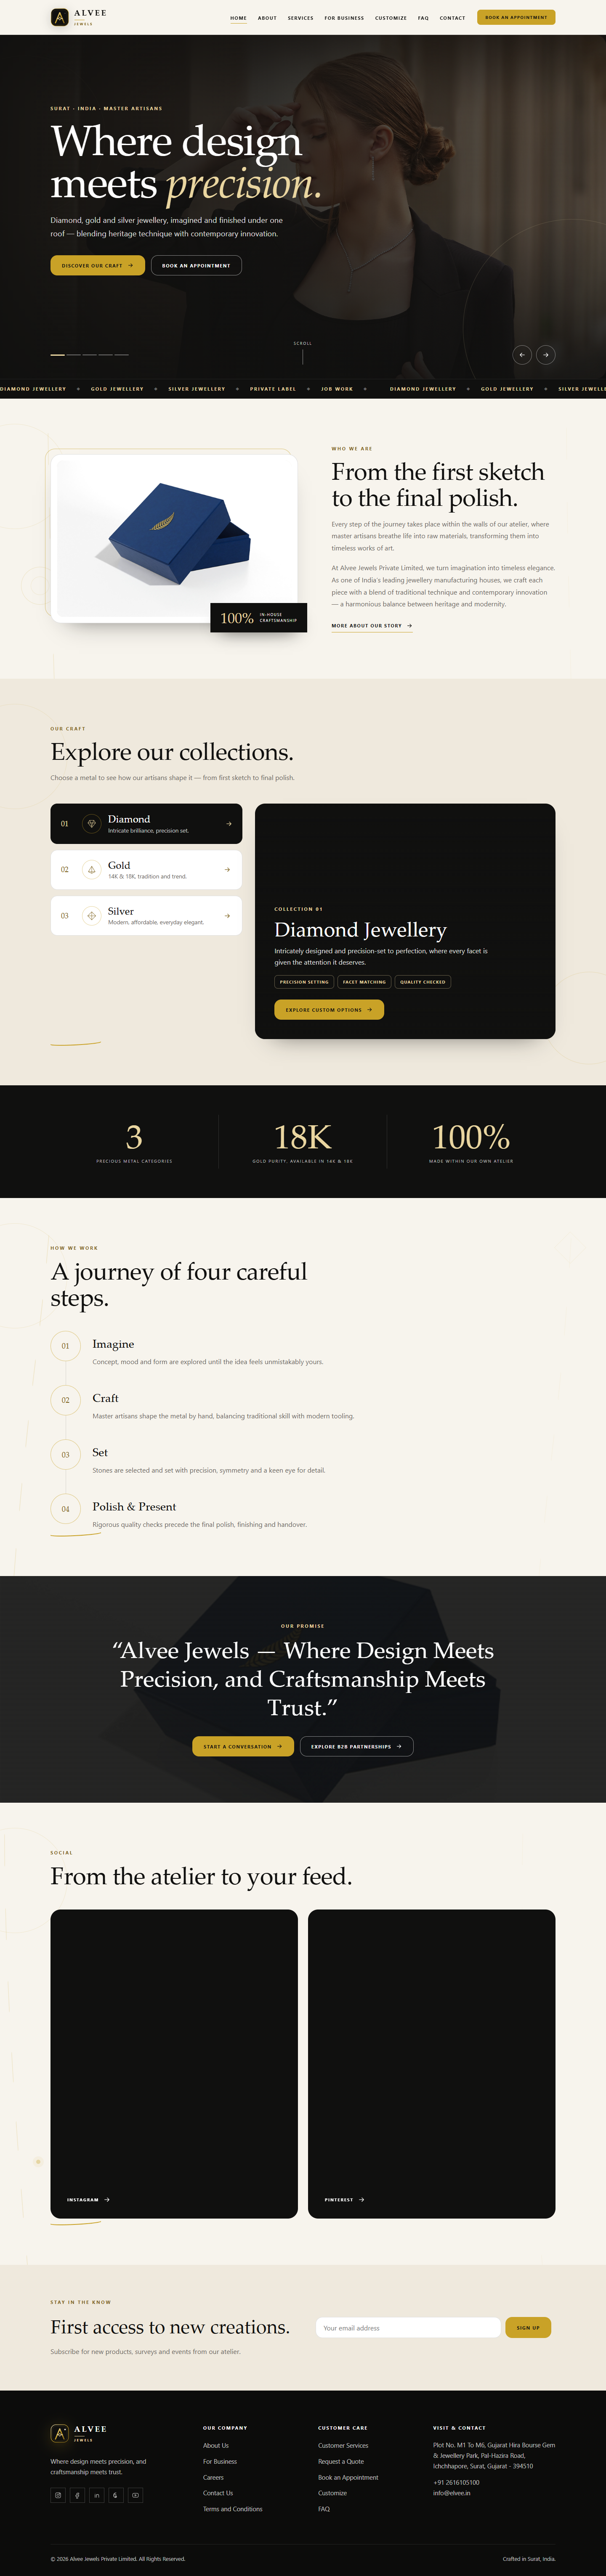 ALVEE
JEWELS
HOME ABOUT SERVICES FOR BUSINESS CUSTOMIZE FAQ CONTACT BOOK AN APPOINTMENT
SURAT · INDIA · MASTER ARTISANS
Where design
meets precision.
Diamond, gold and silver jewellery, imagined and finished under one
roof — blending heritage technique with contemporary innovation.
DISCOVER OUR CRAFT → BOOK AN APPOINTMENT
SCROLL
← →
DIAMOND JEWELLERY GOLD JEWELLERY SILVER JEWELLERY PRIVATE LABEL JOB WORK DIAMOND JEWELLERY GOLD JEWELLERY SILVER JEWELLE
WHO WE ARE
From the first sketch
to the final polish.
Every step of the journey takes place within the walls of our atelier, where
master artisans breathe life into raw materials, transforming them into
timeless works of art.
At Alvee Jewels Private Limited, we turn imagination into timeless elegance.
As one of India's leading jewellery manufacturing houses, we craft each
piece with a blend of traditional techniques and contemporary innovation
— a harmonious balance between heritage and modernity.
100% IN-HOUSE
CRAFTSMANSHIP
MORE ABOUT OUR STORY →
OUR CRAFT
Explore our collections.
Choose a metal to see how our artisans shape it — from first sketch to final polish.
01 Diamond →
Intricate brilliance, precision set.
02 Gold →
14K & 18K, tradition and trend.
03 Silver →
Modern, affordable, everyday elegant.
COLLECTION 01
Diamond Jewellery
Intricately designed and precision-set to perfection, where every facet is
given the attention it deserves.
PRECISION SETTING FACET MATCHING QUALITY CHECKED
EXPLORE CUSTOM OPTIONS →
3 18K 100%
PRECIOUS METAL CATEGORIES GOLD PURITY, AVAILABLE IN 14K & 18K MADE WITHIN OUR OWN ATELIER
HOW WE WORK
A journey of four careful
steps.
01 Imagine
Concept, mood and form are explored until the idea feels unmistakably yours.
02 Craft
Master artisans shape the metal by hand, balancing traditional skill with modern tooling.
03 Set
Stones are selected and set with precision, symmetry and a keen eye for detail.
04 Polish & Present
Rigorous quality checks precede the final polish, finishing and handover.
OUR PROMISE
“Alvee Jewels — Where Design Meets
Precision, and Craftsmanship Meets
Trust.”
START A CONVERSATION → EXPLORE B2B PARTNERSHIPS →
SOCIAL
From the atelier to your feed.
INSTAGRAM → PINTEREST →
STAY IN THE KNOW
First access to new creations.
Subscribe for new products, surveys and events from our atelier.
Your email address SIGN UP
ALVEE
JEWELS
Where design meets precision, and
craftsmanship meets trust.
OUR COMPANY
About Us
For Business
Careers
Contact Us
Terms and Conditions
CUSTOMER CARE
Customer Services
Request a Quote
Book an Appointment
Customize
FAQ
VISIT & CONTACT
Plot No. M1 To M6, Gujarat Hira Bourse Gem
& Jewellery Park, Pal-Hazira Road,
Ichchhapore, Surat, Gujarat - 394510
+91 2616105100
info@elvee.in
© 2026 Alvee Jewels Private Limited. All Rights Reserved. Crafted in Surat, India.